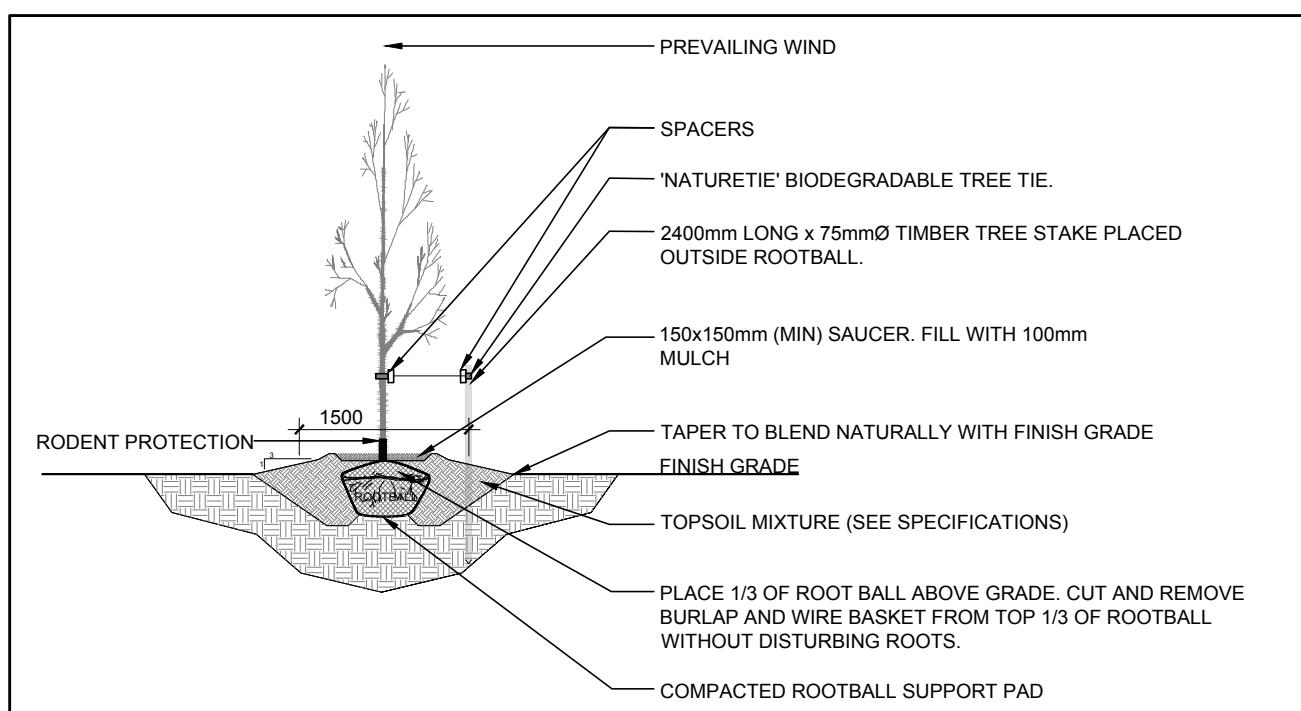 PREVAILING WIND
SPACERS
'NATURETIE' BIODEGRADABLE TREE TIE.
2400mm LONG x 75mmØ TIMBER TREE STAKE PLACED
OUTSIDE ROOTBALL.
150x150mm (MIN) SAUCER. FILL WITH 100mm
MULCH
1500
RODENT PROTECTION
TAPER TO BLEND NATURALLY WITH FINISH GRADE
3
1
FINISH GRADE
ROOTBALL
TOPSOIL MIXTURE (SEE SPECIFICATIONS)
PLACE 1/3 OF ROOT BALL ABOVE GRADE. CUT AND REMOVE
BURLAP AND WIRE BASKET FROM TOP 1/3 OF ROOTBALL
WITHOUT DISTURBING ROOTS.
COMPACTED ROOTBALL SUPPORT PAD